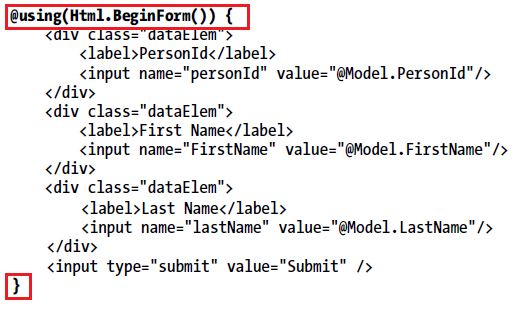 @using(Html.BeginForm()) {
<div class="dataElem">
<label>PersonId</label>
<input name="personId" value="@Model.PersonId"/>
</div>
<div class="dataElem">
<label>First Name</label>
<input name="FirstName" value="@Model.FirstName"/>
</div>
<div class="dataElem">
<label>Last Name</label>
<input name="lastName" value="@Model.LastName"/>
</div>
<input type="submit" value="Submit" />
}